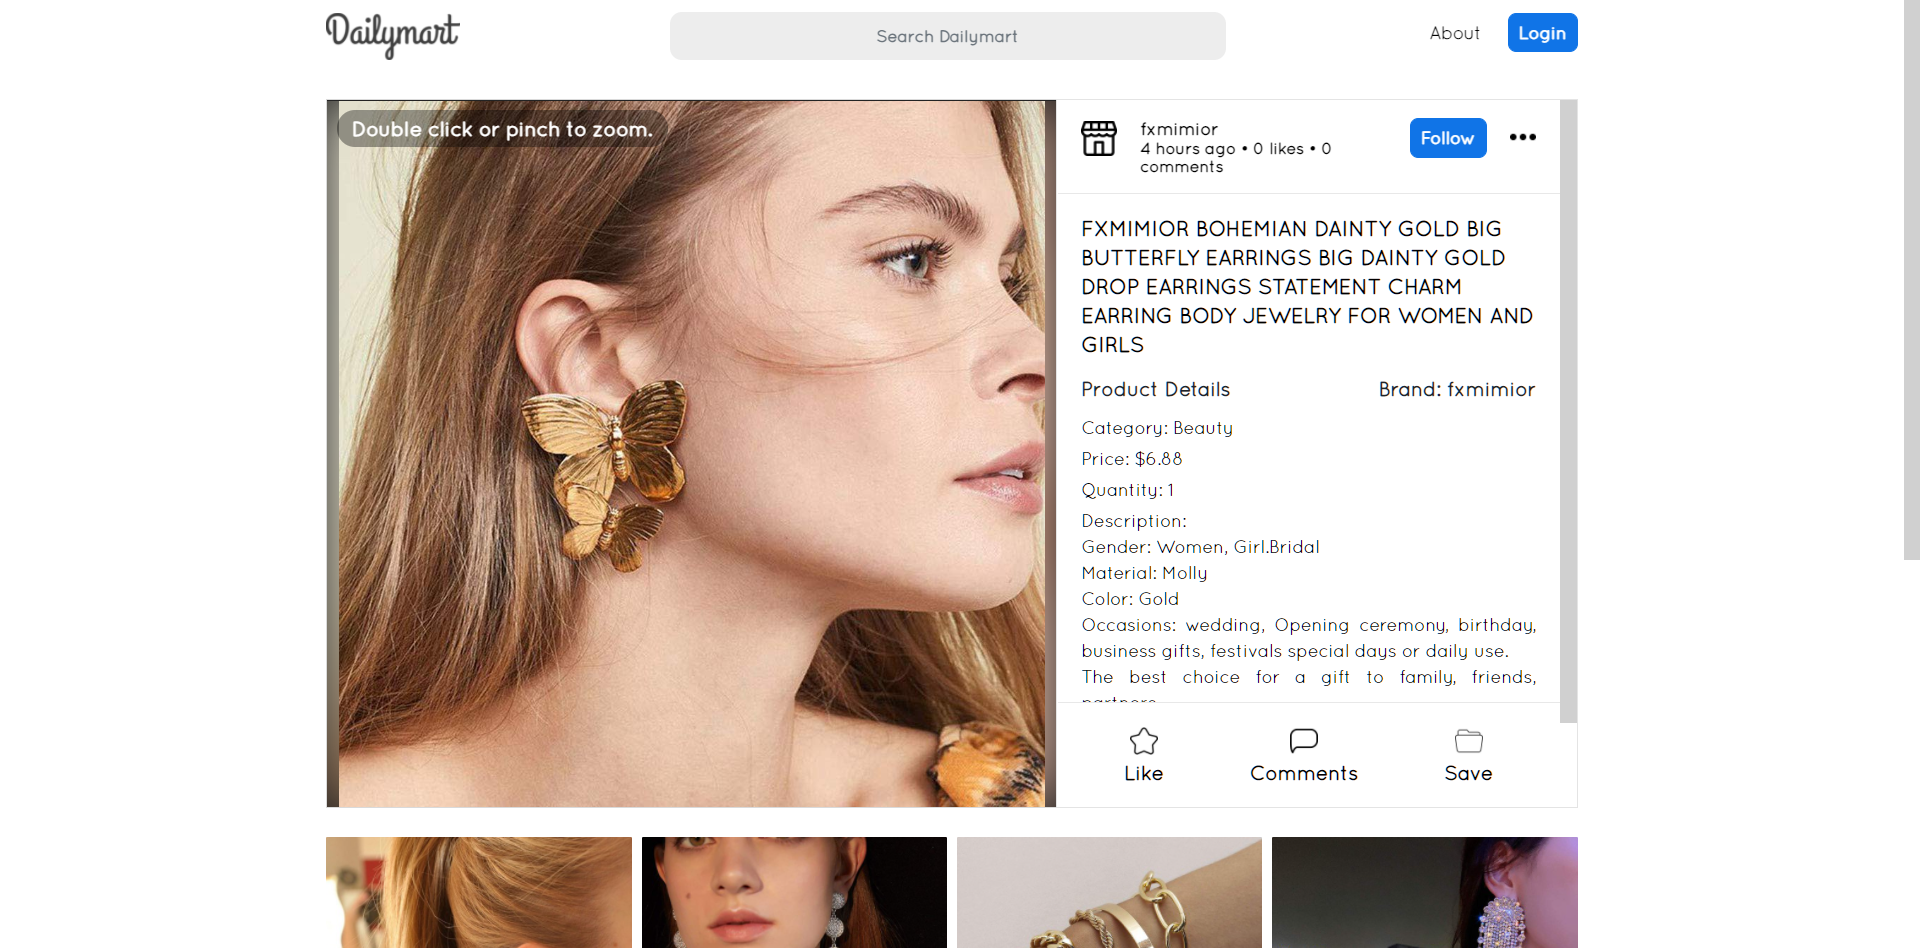 Dailymart
Search Dailymart
About
Login
Double click or pinch to zoom.
fxmimior
4 hours ago • 0 likes • 0
comments
Follow
FXMIMIOR BOHEMIAN DAINTY GOLD BIG
BUTTERFLY EARRINGS BIG DAINTY GOLD
DROP EARRINGS STATEMENT CHARM
EARRING BODY JEWELRY FOR WOMEN AND
GIRLS
Product Details
Brand: fxmimior
Category: Beauty
Price: $6.88
Quantity: 1
Description:
Gender: Women, Girl.Bridal
Material: Molly
Color: Gold
Occasions: wedding, Opening ceremony, birthday,
business gifts, festivals special days or daily use.
The best choice for a gift to family, friends,
Like
Comments
Save